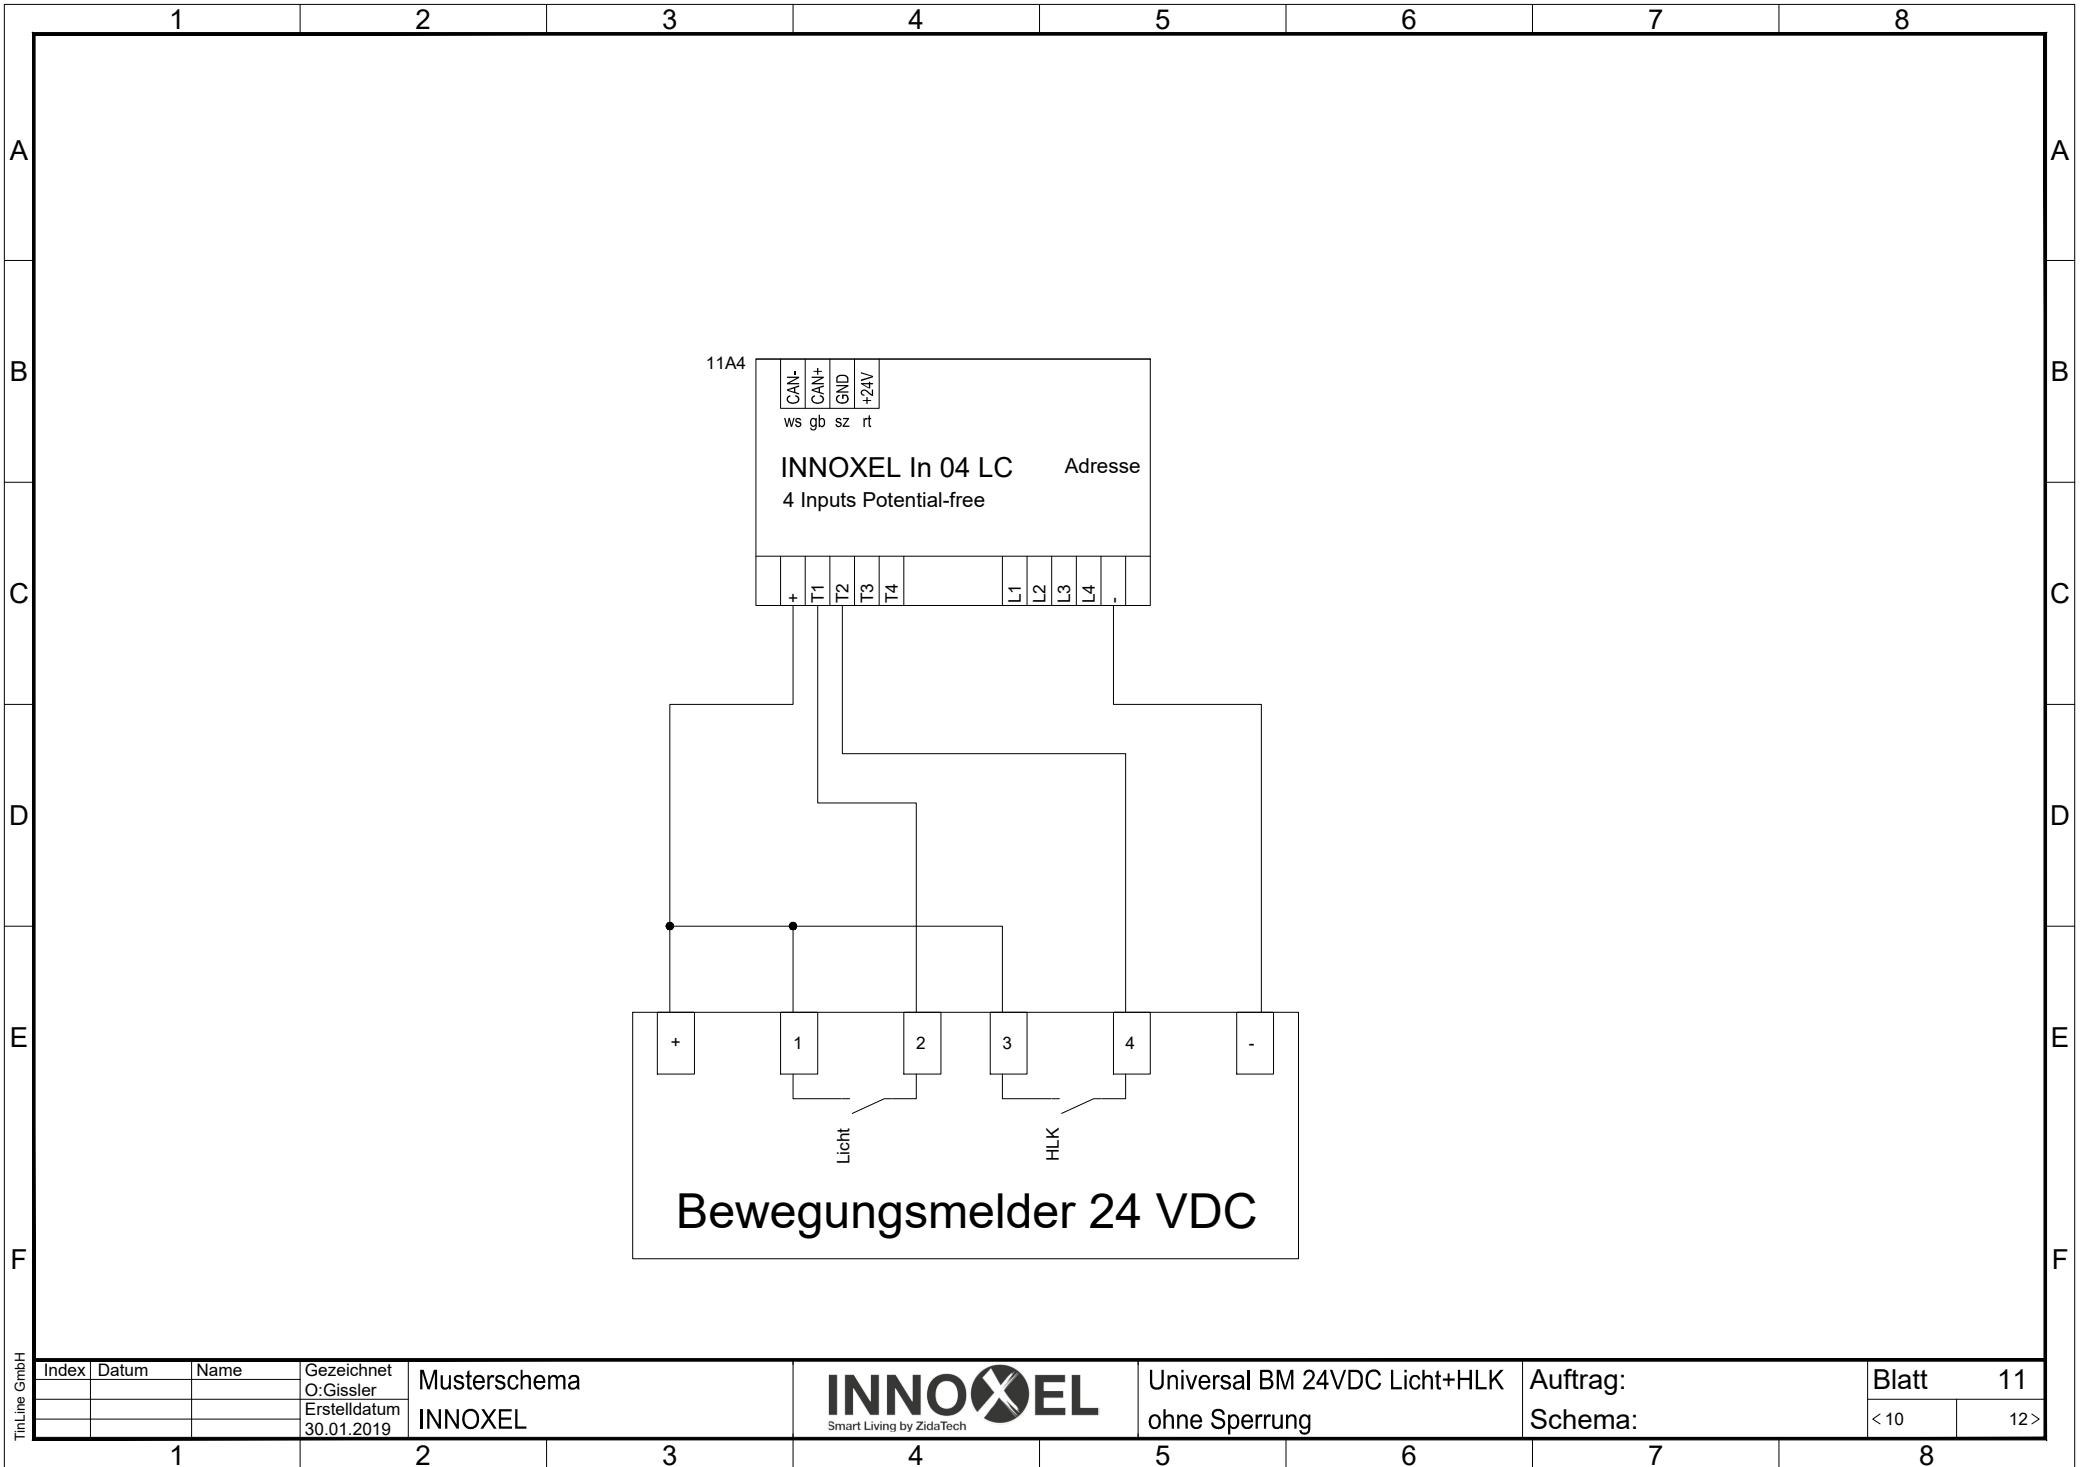 1 2 3 4 5 6 7 8
A A
B B
C C
D D
E E
F F
11A4
CAN- CAN+ GND +24V
ws gb sz rt
INNOXEL In 04 LC Adresse
4 Inputs Potential-free
+ T1 T2 T3 T4 L1 L2 L3 L4 -
+ 1 2 3 4 -
Licht HLK
Bewegungsmelder 24 VDC
TinLine GmbH
Index Datum Name
Gezeichnet
O:Gissler
Erstelldatum
30.01.2019
Musterschema
INNOXEL
INNOXEL
Smart Living by ZidaTech
Universal BM 24VDC Licht+HLK
ohne Sperrung
Auftrag:
Schema:
Blatt 11
<10 12>
1 2 3 4 5 6 7 8